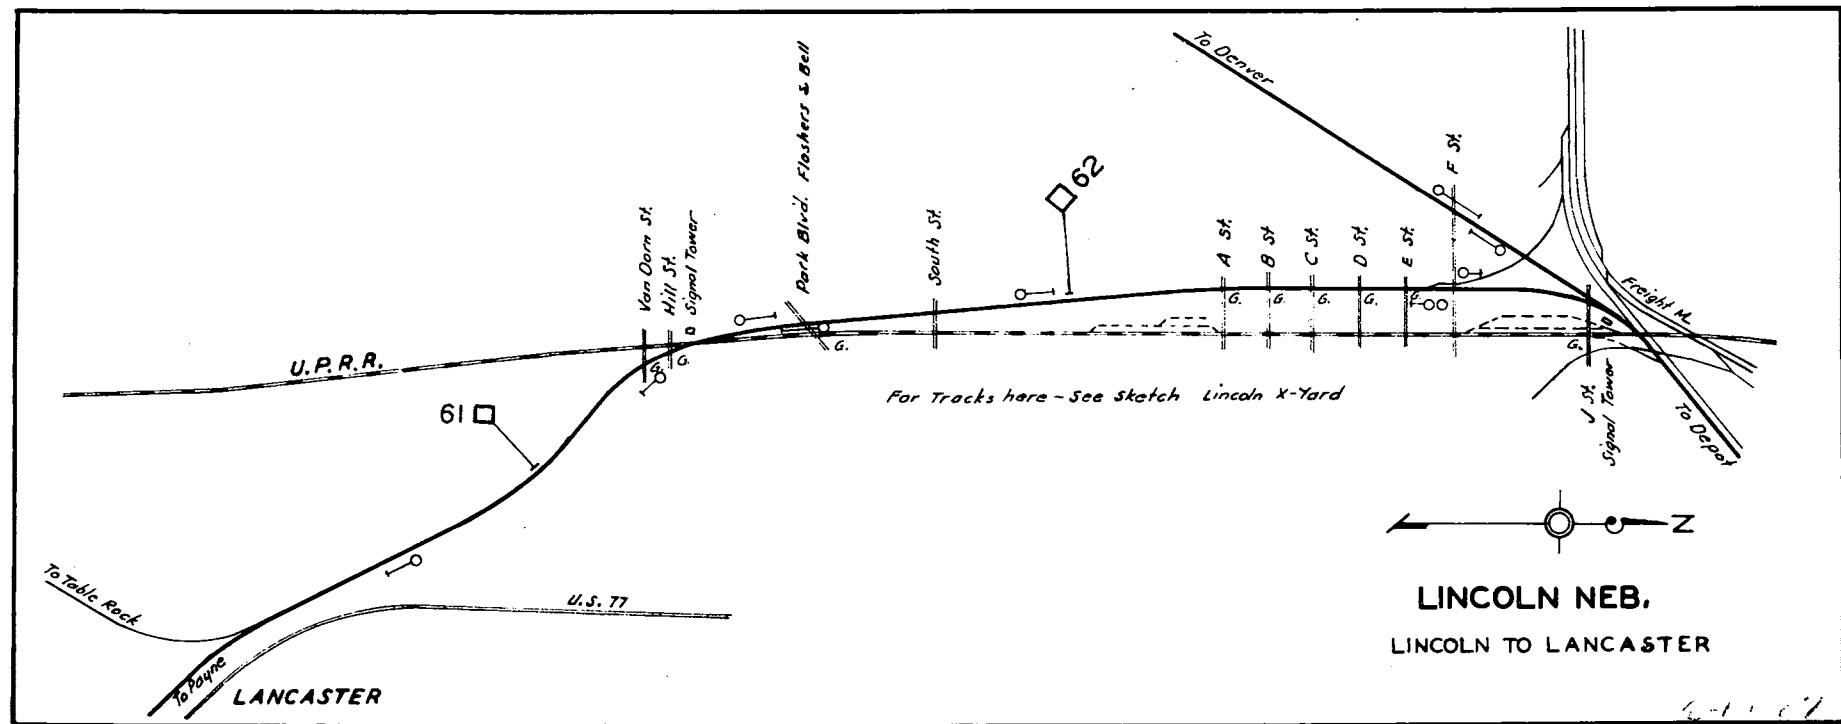 To Denver
Park Blvd. Flashers & Bell
62
F St.
Van Dorn St.
Hill St.
Signal Tower
South St.
A St.
B St
C St.
D St.
E St.
G.
G.
G.
G.
G.
G.
G.
G.
G.
Freight M.
U.P.R.R.
61
For Tracks here - See Sketch Lincoln X-Yard
J St.
Signal Tower
To Depot
N
LINCOLN NEB.
LINCOLN TO LANCASTER
To Table Rock
U.S. 77
To Payne
LANCASTER